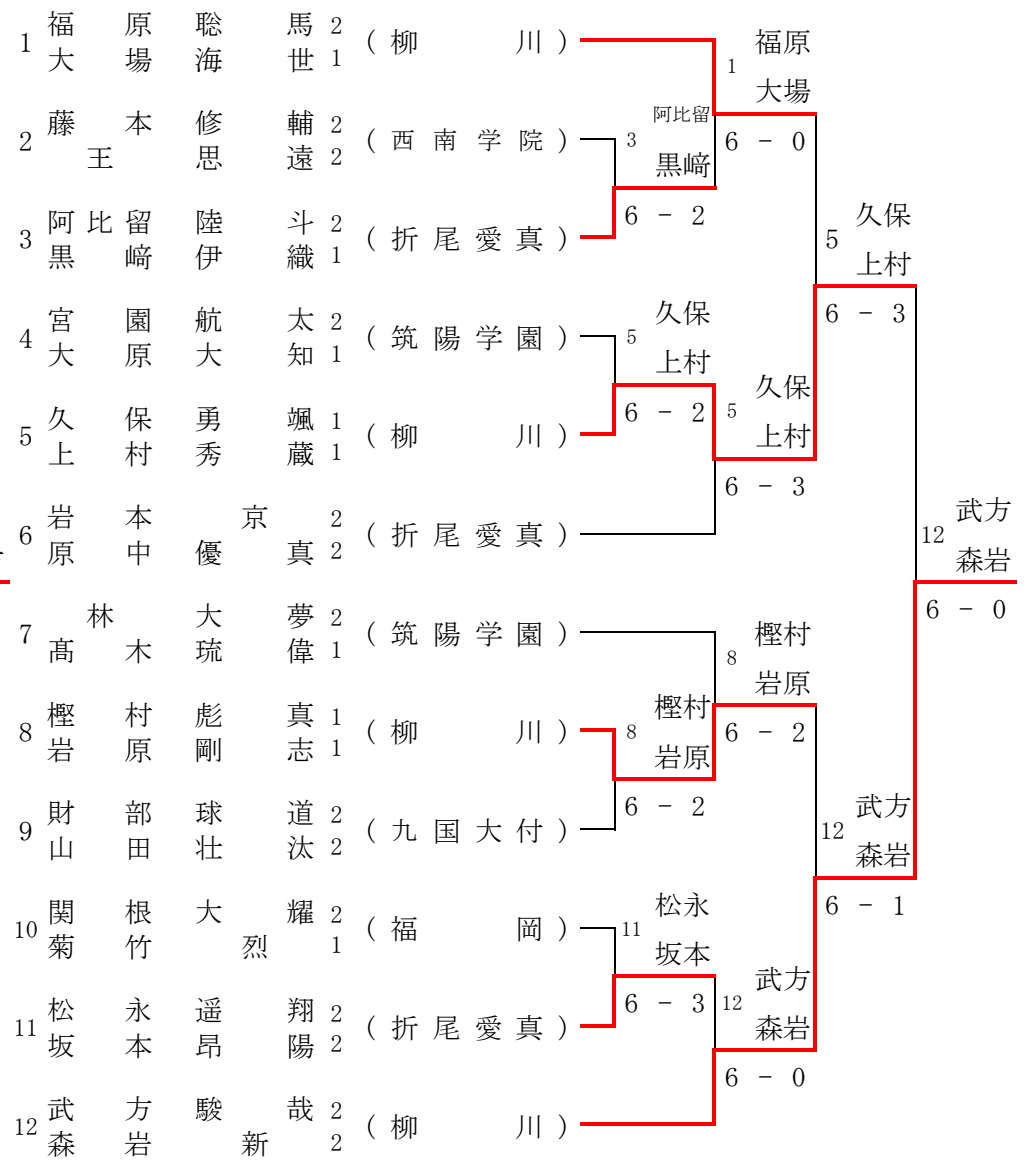 1 福原聡馬 2 (柳川)
大場海世 1
2 藤本修輔 2 (西南学院)
王思遠 2
3 阿比留陸斗 2 (折尾愛真)
黒﨑伊織 1
4 宮園航太 2 (筑陽学園)
大原大知 1
5 久保勇颯 1 (柳川)
上村秀蔵 1
6 岩本京 2 (折尾愛真)
原中優真 2
7 林大夢 2 (筑陽学園)
髙木琉偉 1
8 樫村彪真 1 (柳川)
岩原剛志 1
9 財部球道 2 (九国大付)
山田壮汰 2
10 関根大耀 2 (福岡)
菊竹烈 1
11 松永遥翔 2 (折尾愛真)
坂本昂陽 2
12 武方駿哉 2 (柳川)
森岩新 2
3 阿比留
黒﨑
6 - 2
5 久保
上村
6 - 2
8 樫村
岩原
6 - 2
11 松永
坂本
6 - 3
1 福原
大場
6 - 0
5 久保
上村
6 - 3
8 樫村
岩原
6 - 2
12 武方
森岩
6 - 0
5 久保
上村
6 - 3
12 武方
森岩
6 - 1
12 武方
森岩
6 - 0